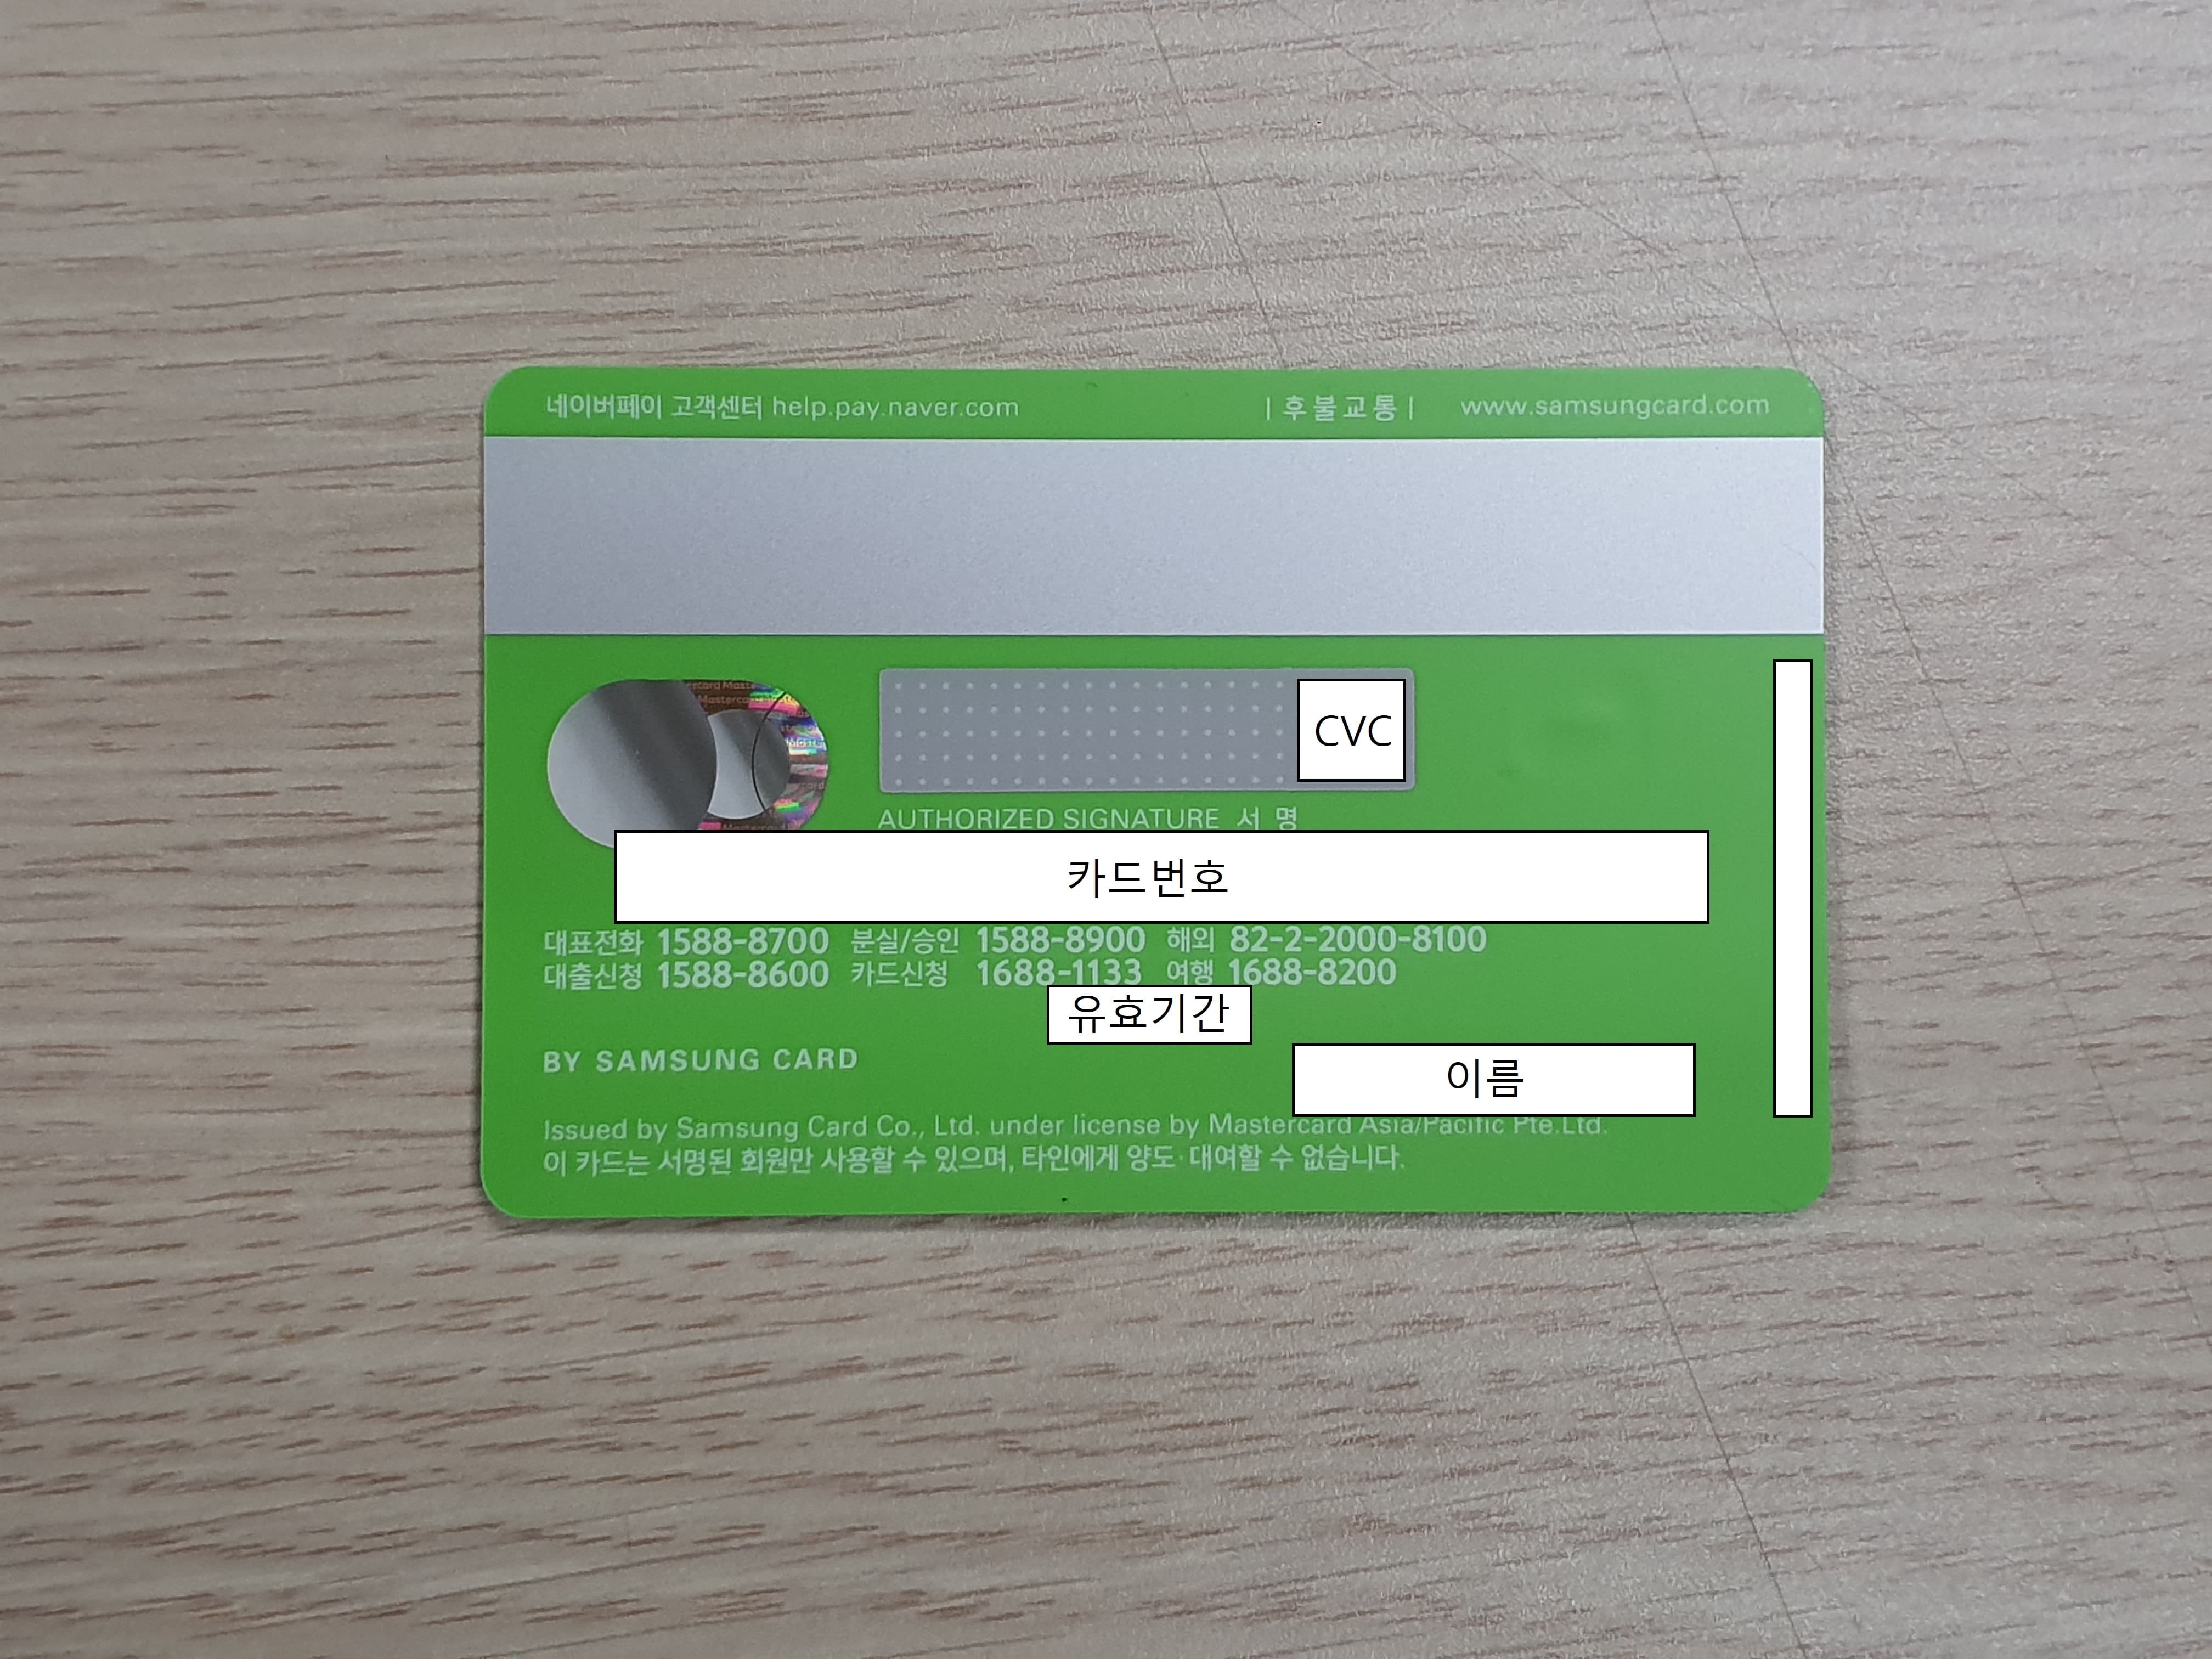 네이버페이 고객센터 help.pay.naver.com | 후불교통 | www.samsungcard.com
CVC
AUTHORIZED SIGNATURE 서 명
카드번호
대표전화 1588-8700 분실/승인 1588-8900 해외 82-2-2000-8100
대출신청 1588-8600 카드신청 1688-1133 여행 1688-8200
유효기간
BY SAMSUNG CARD
이름
Issued by Samsung Card Co., Ltd. under license by Mastercard Asia/Pacific Pte.Ltd.
이 카드는 서명된 회원만 사용할 수 있으며, 타인에게 양도·대여할 수 없습니다.